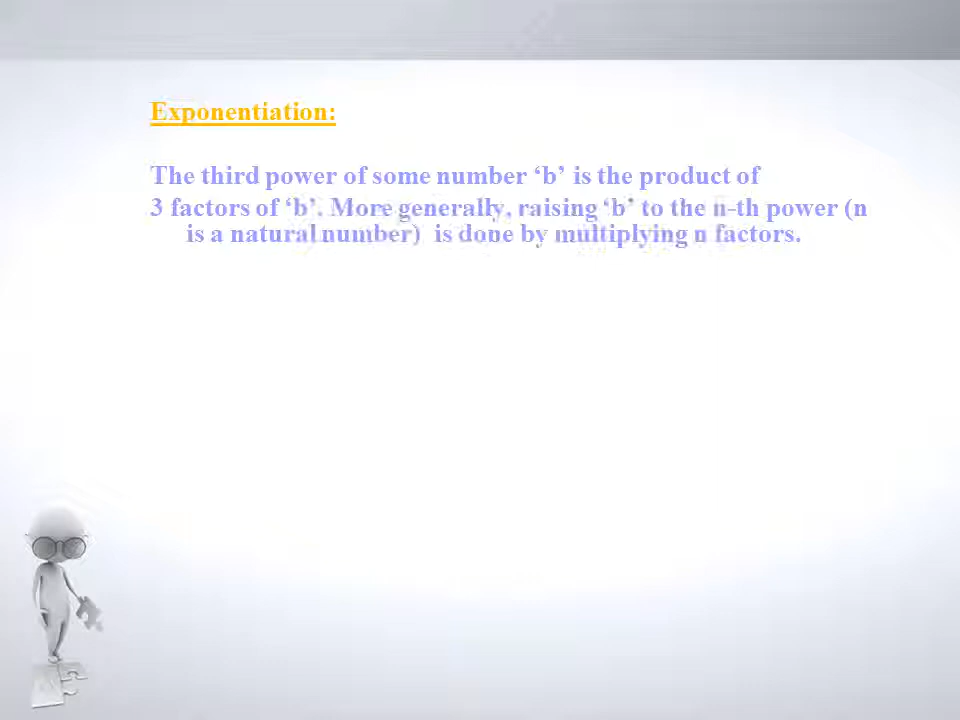 Exponentiation:
The third power of some number ‘b’ is the product of
3 factors of ‘b’. More generally, raising ‘b’ to the n-th power (n
is a natural number)  is done by multiplying n factors.